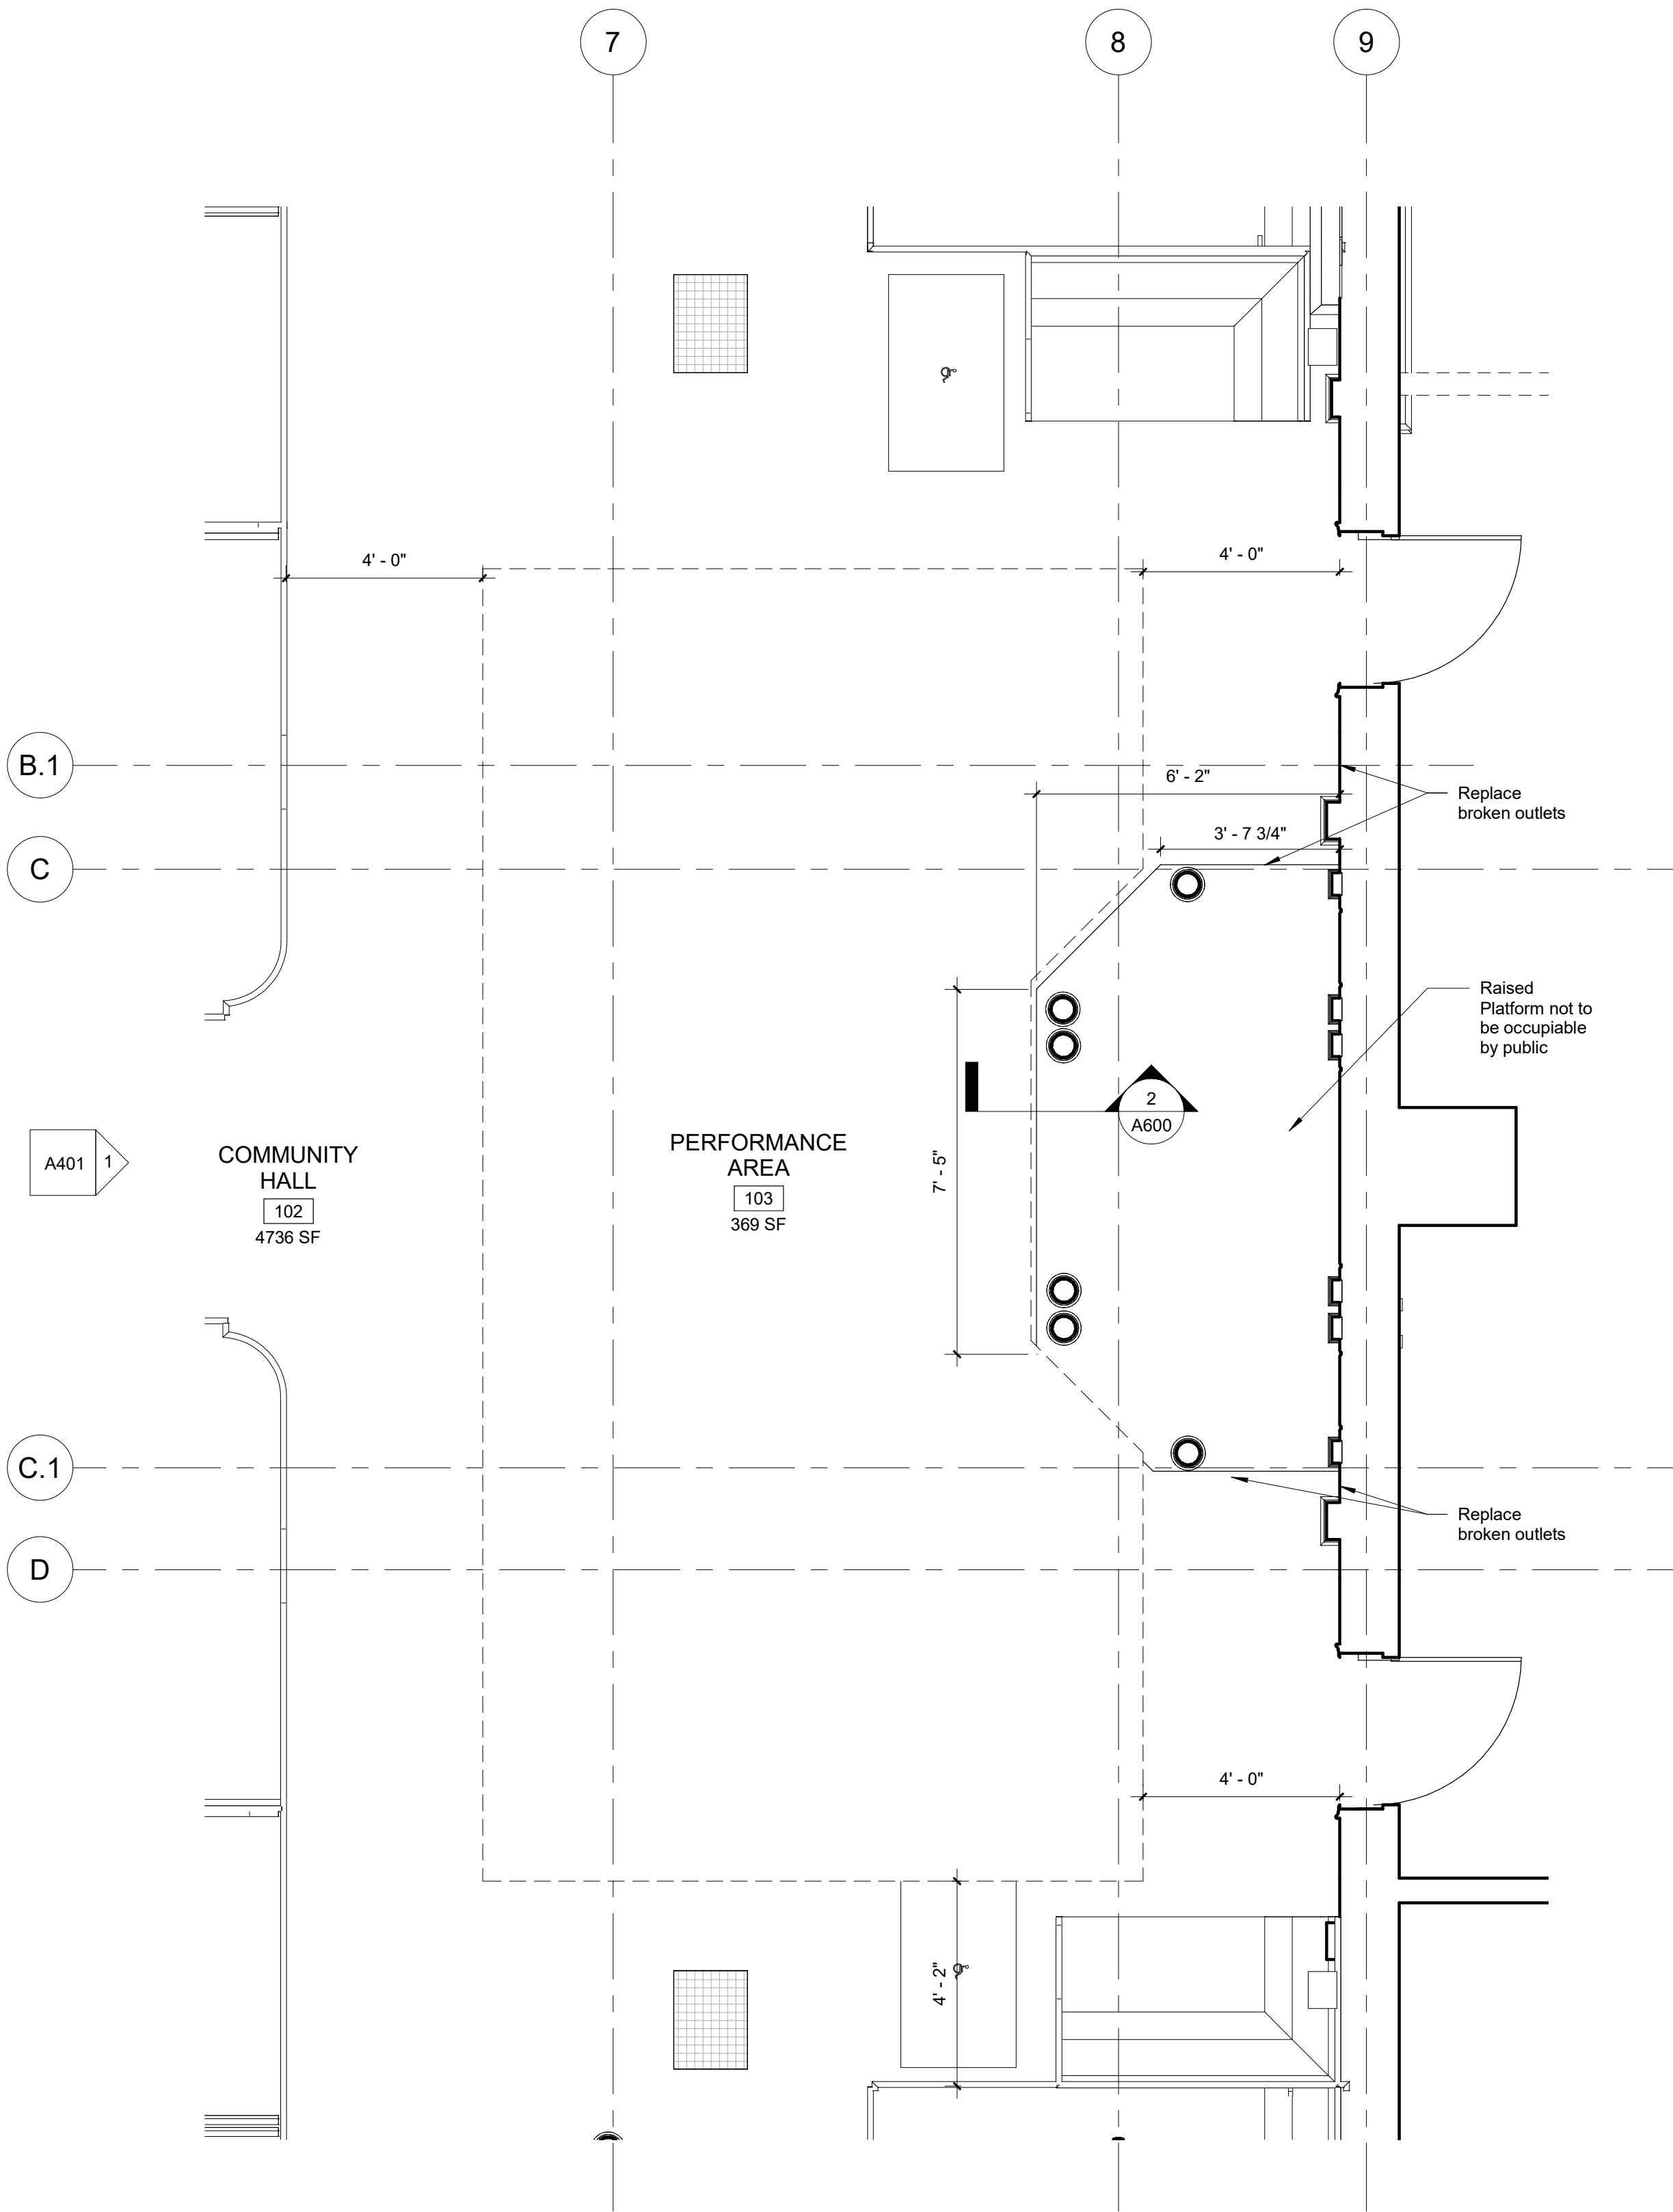 7
8
9
4' - 0"
4' - 0"
B.1
6' - 2"
Replace
broken outlets
3' - 7 3/4"
C
Raised
Platform not to
be occupiable
by public
2
A600
A401
1
COMMUNITY
HALL
102
4736 SF
PERFORMANCE
AREA
103
369 SF
7' - 5"
C.1
Replace
broken outlets
D
4' - 0"
4' - 2"